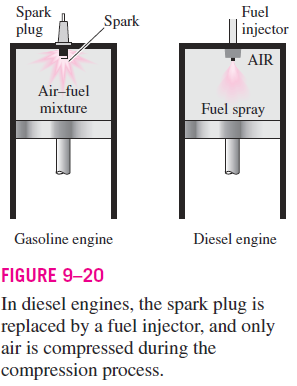 Spark
plug
Spark
Air–fuel
mixture
Gasoline engine
Fuel
injector
AIR
Fuel spray
Diesel engine
FIGURE 9–20
In diesel engines, the spark plug is
replaced by a fuel injector, and only
air is compressed during the
compression process.